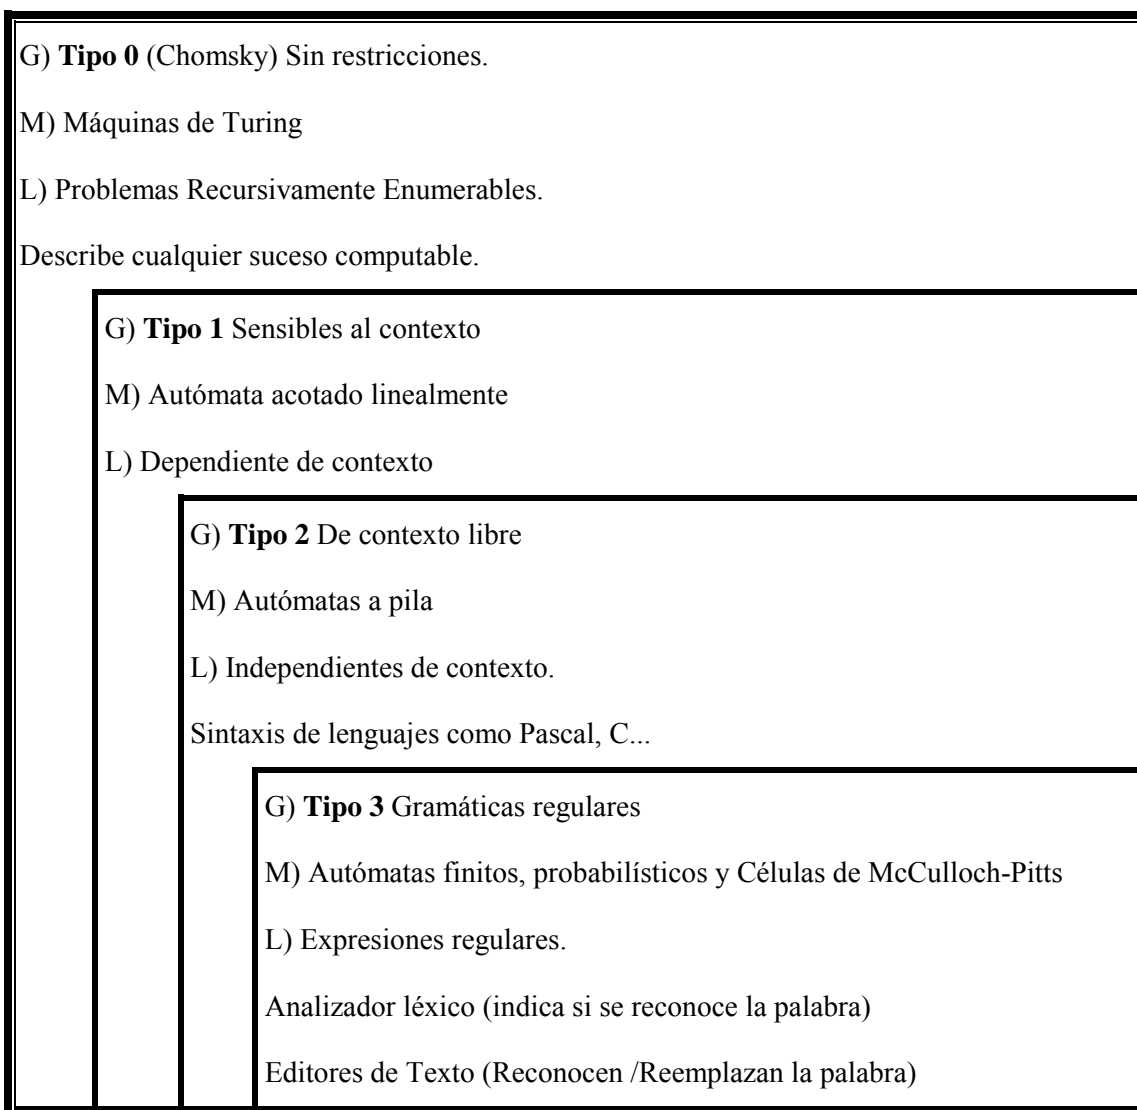 G) Tipo 0 (Chomsky) Sin restricciones.
M) Máquinas de Turing
L) Problemas Recursivamente Enumerables.
Describe cualquier suceso computable.
G) Tipo 1 Sensibles al contexto
M) Autómata acotado linealmente
L) Dependiente de contexto
G) Tipo 2 De contexto libre
M) Autómatas a pila
L) Independientes de contexto.
Sintaxis de lenguajes como Pascal, C...
G) Tipo 3 Gramáticas regulares
M) Autómatas finitos, probabilísticos y Células de McCulloch-Pitts
L) Expresiones regulares.
Analizador léxico (indica si se reconoce la palabra)
Editores de Texto (Reconocen /Reemplazan la palabra)